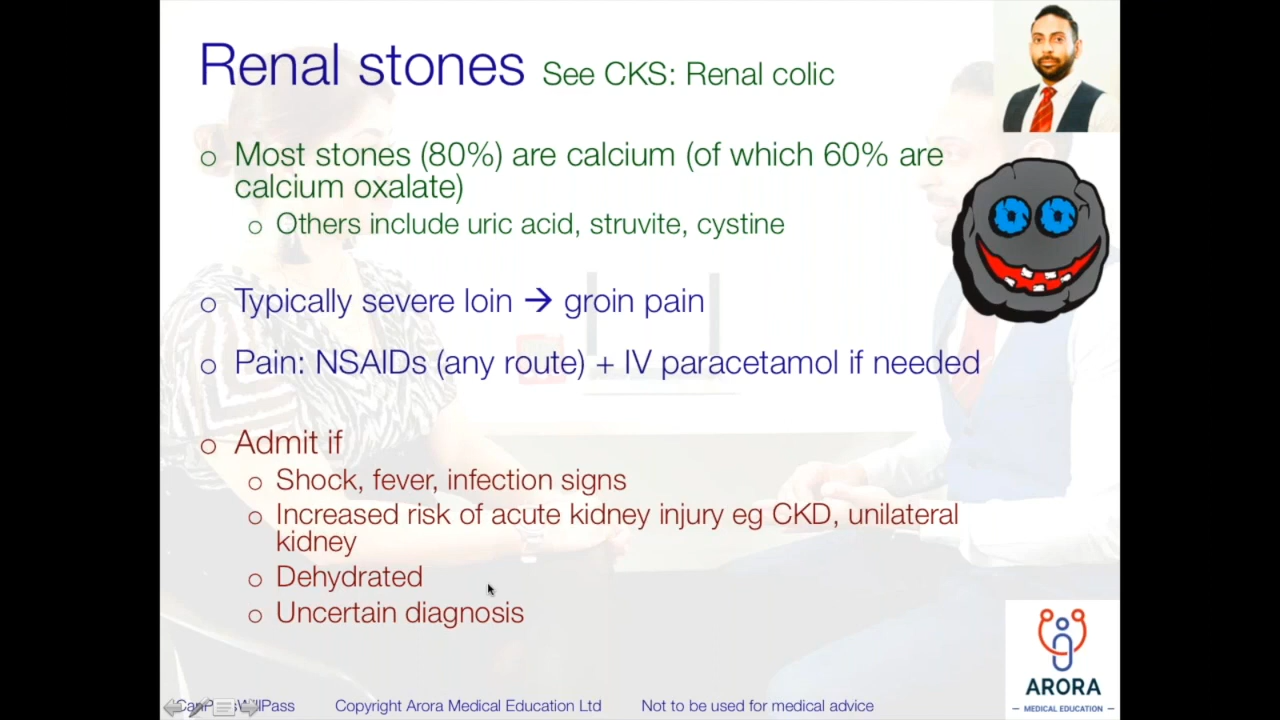 Renal stones See CKS: Renal colic
o Most stones (80%) are calcium (of which 60% are
calcium oxalate)
o Others include uric acid, struvite, cystine
o Typically severe loin → groin pain
o Pain: NSAIDs (any route) + IV paracetamol if needed
o Admit if
o Shock, fever, infection signs
o Increased risk of acute kidney injury eg CKD, unilateral
kidney
o Dehydrated
o Uncertain diagnosis
ARORA
– MEDICAL EDUCATION –
Copyright Arora Medical Education Ltd Not to be used for medical advice